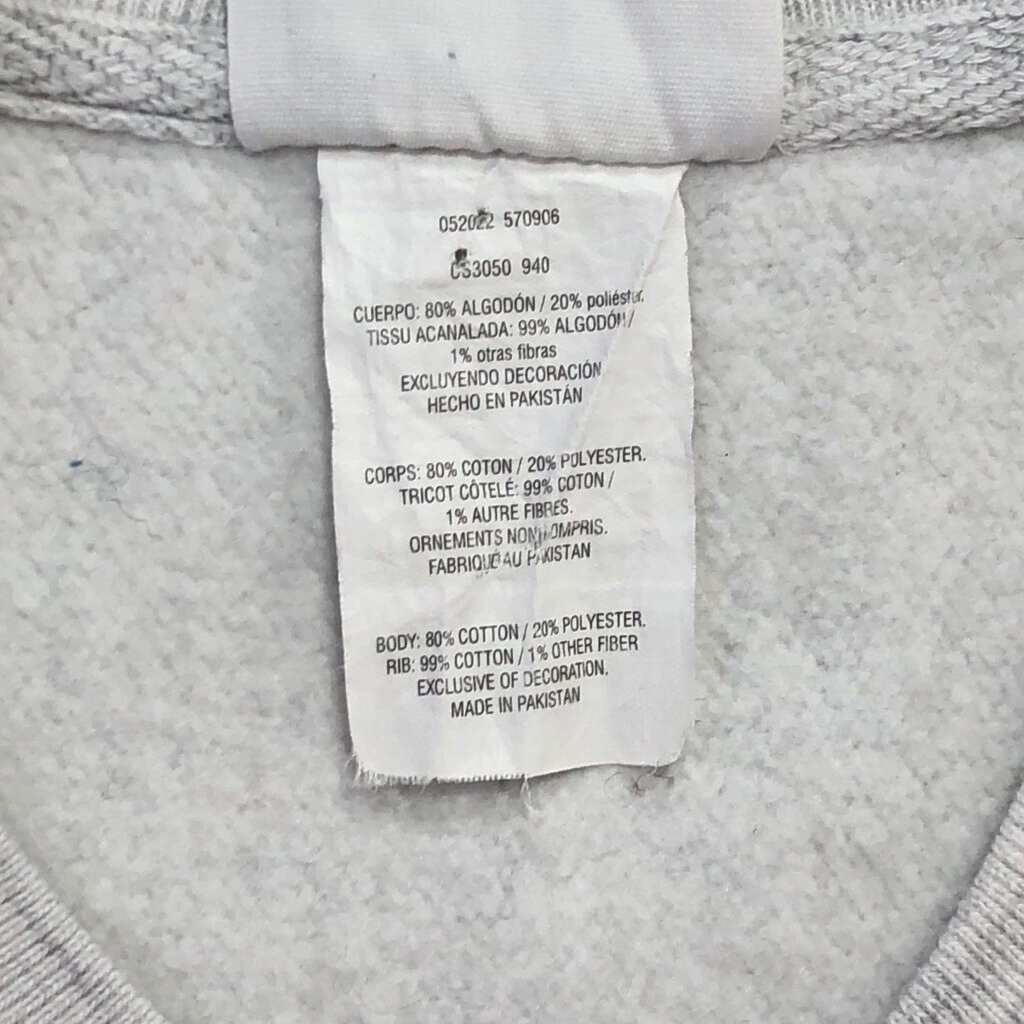 052022 570906
CS3050 940
CUERPO: 80% ALGODÓN / 20% poliéster.
TISSU ACANALADA: 99% ALGODÓN /
1% otras fibras
EXCLUYENDO DECORACIÓN
HECHO EN PAKISTÁN
CORPS: 80% COTON / 20% POLYESTER.
TRICOT CÔTELÉ: 99% COTON /
1% AUTRE FIBRES.
ORNEMENTS NON COMPRIS.
FABRIQUÉ AU PAKISTAN
BODY: 80% COTTON / 20% POLYESTER.
RIB: 99% COTTON / 1% OTHER FIBER
EXCLUSIVE OF DECORATION.
MADE IN PAKISTAN